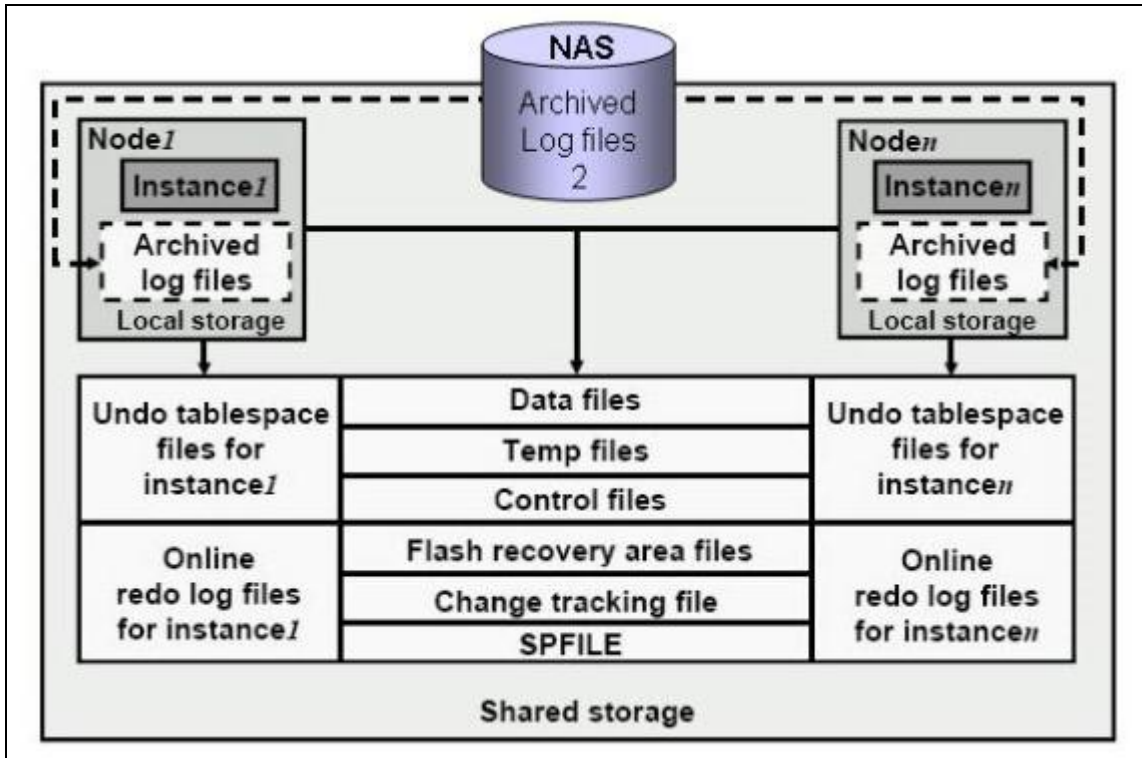 NAS
Archived
Log files
2
Node1
Instance1
Archived
log files
Local storage
Noden
Instancen
Archived
log files
Local storage
Undo tablespace
files for
instance1
Online
redo log files
for instance1
Data files
Temp files
Control files
Flash recovery area files
Change tracking file
SPFILE
Undo tablespace
files for
instancen
Online
redo log files
for instancen
Shared storage